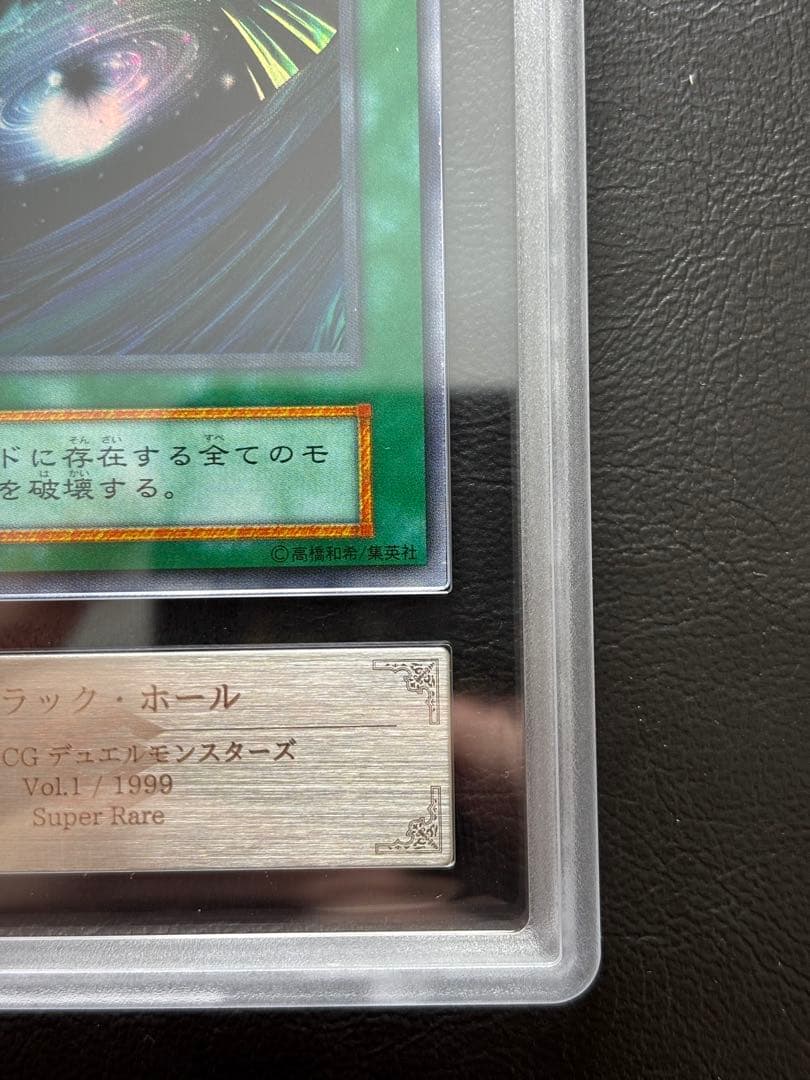 ドに存在する全てのモ
を破壊する。
©高橋和希/集英社
ラック・ホール
CG デュエルモンスターズ
Vol.1 / 1999
Super Rare